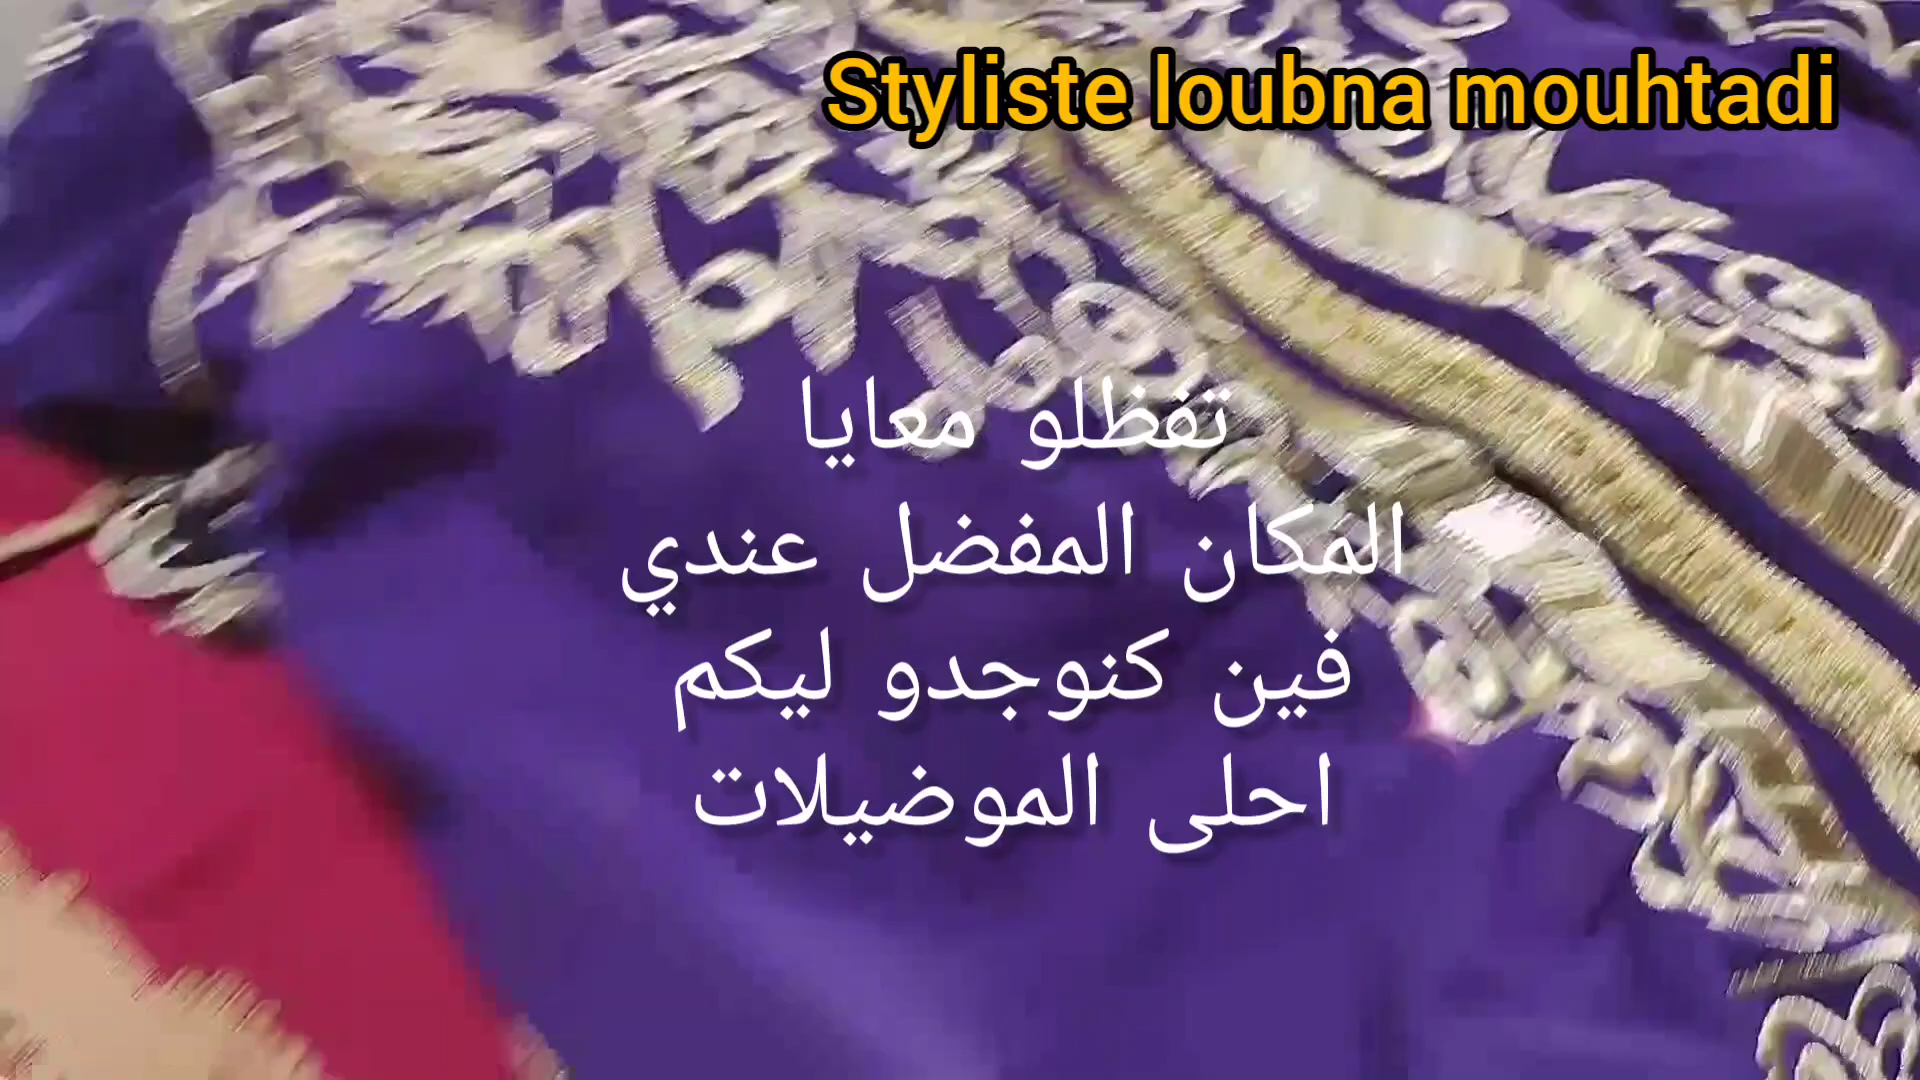 Styliste loubna mouhtadi
تفظلو معايا
المكان المفضل عندي
فين كنوجدو ليكم
احلى الموضيلات